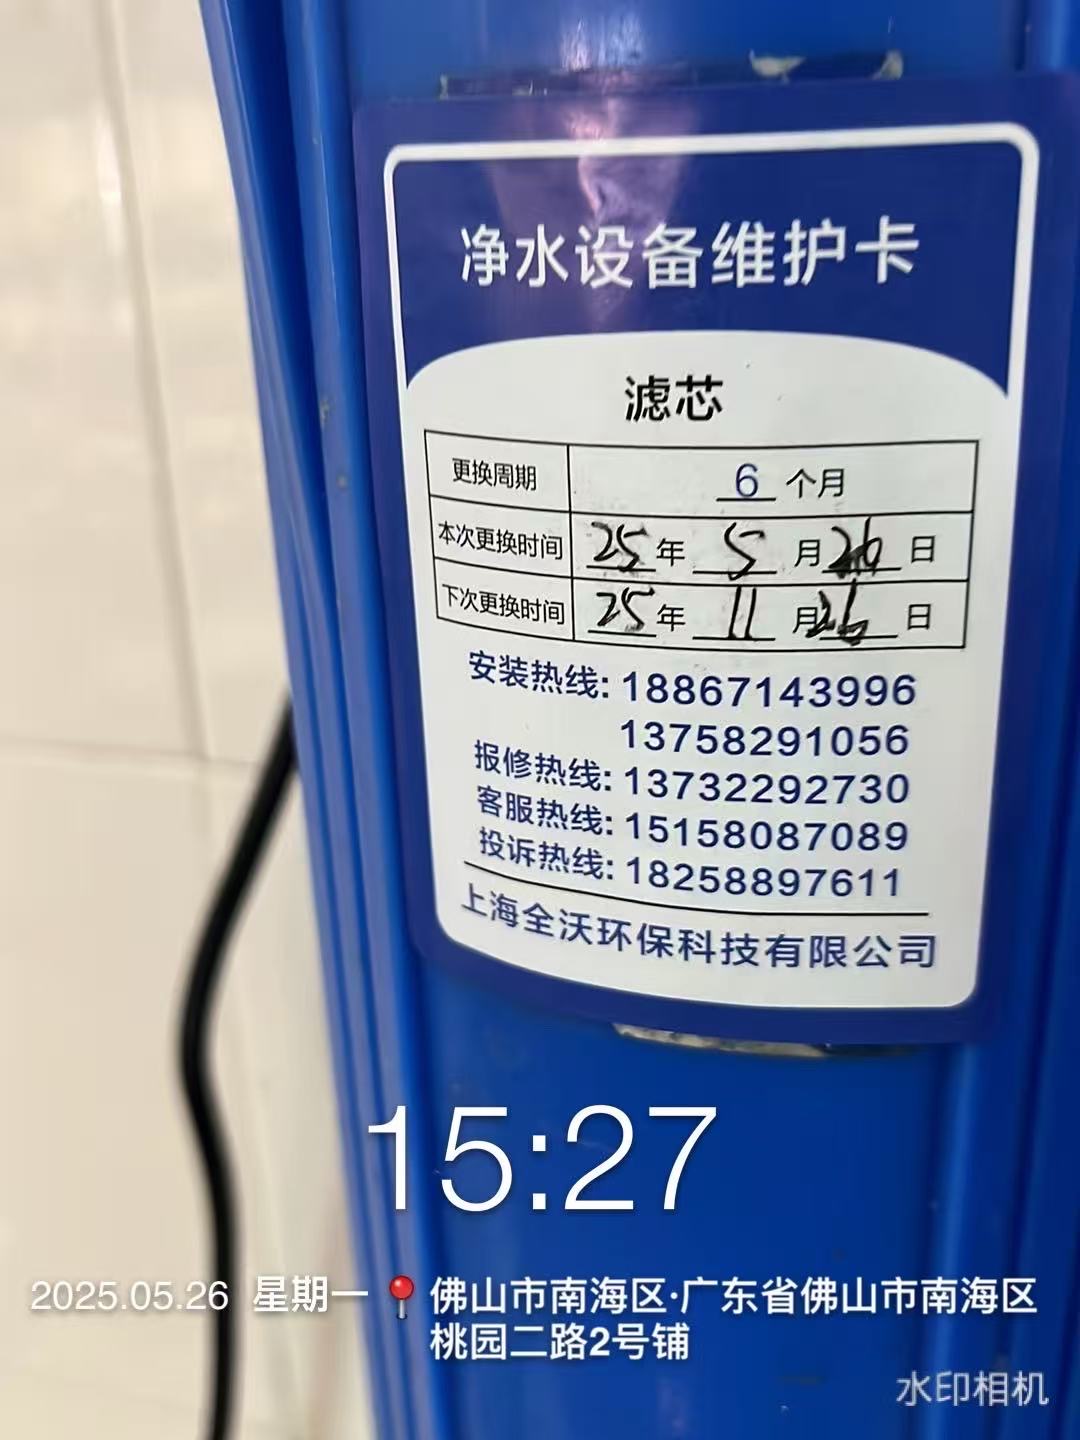 净水设备维护卡
滤芯
更换周期 6 个月
本次更换时间 25 年 5 月 26 日
下次更换时间 25 年 11 月 26 日
安装热线: 18867143996
13758291056
报修热线: 13732292730
客服热线: 15158087089
投诉热线: 18258897611
上海全沃环保科技有限公司
15:27
2025.05.26 星期一 佛山市南海区·广东省佛山市南海区
桃园二路2号铺
水印相机